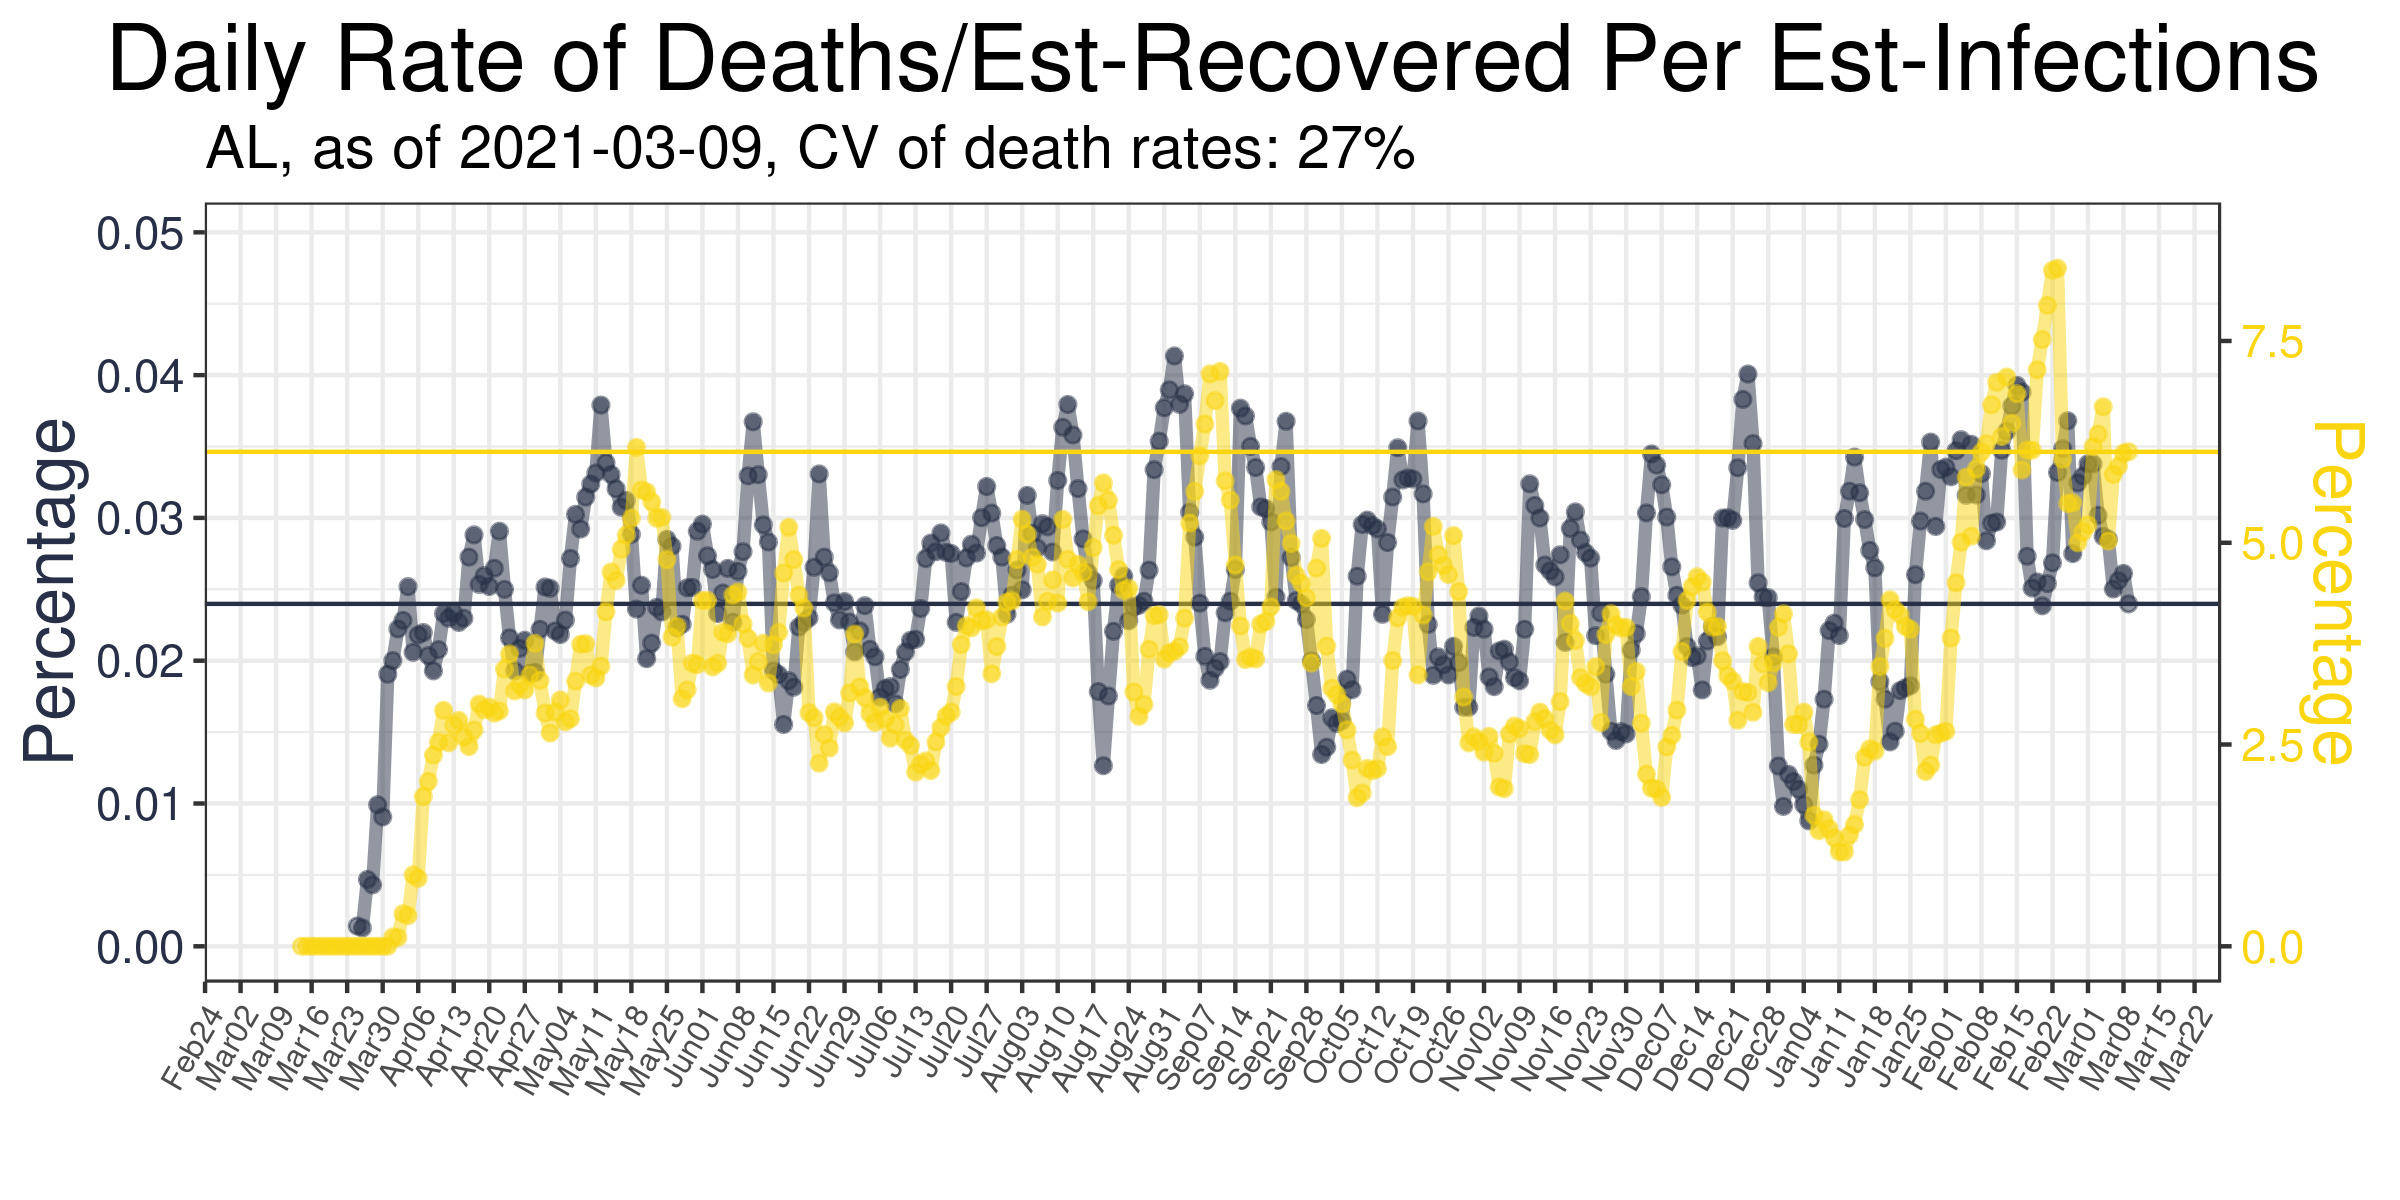 Daily Rate of Deaths/Est-Recovered Per Est-Infections
AL, as of 2021-03-09, CV of death rates: 27%
Percentage
0.05
0.04
0.03
0.02
0.01
0.00
7.5
5.0
2.5
0.0
Percentage
Feb24
Mar02
Mar09
Mar16
Mar23
Mar30
Apr06
Apr13
Apr20
Apr27
May04
May11
May18
May25
Jun01
Jun08
Jun15
Jun22
Jun29
Jul06
Jul13
Jul20
Jul27
Aug03
Aug10
Aug17
Aug24
Aug31
Sep07
Sep14
Sep21
Sep28
Oct05
Oct12
Oct19
Oct26
Nov02
Nov09
Nov16
Nov23
Nov30
Dec07
Dec14
Dec21
Dec28
Jan04
Jan11
Jan18
Jan25
Feb01
Feb08
Feb15
Feb22
Mar01
Mar08
Mar15
Mar22